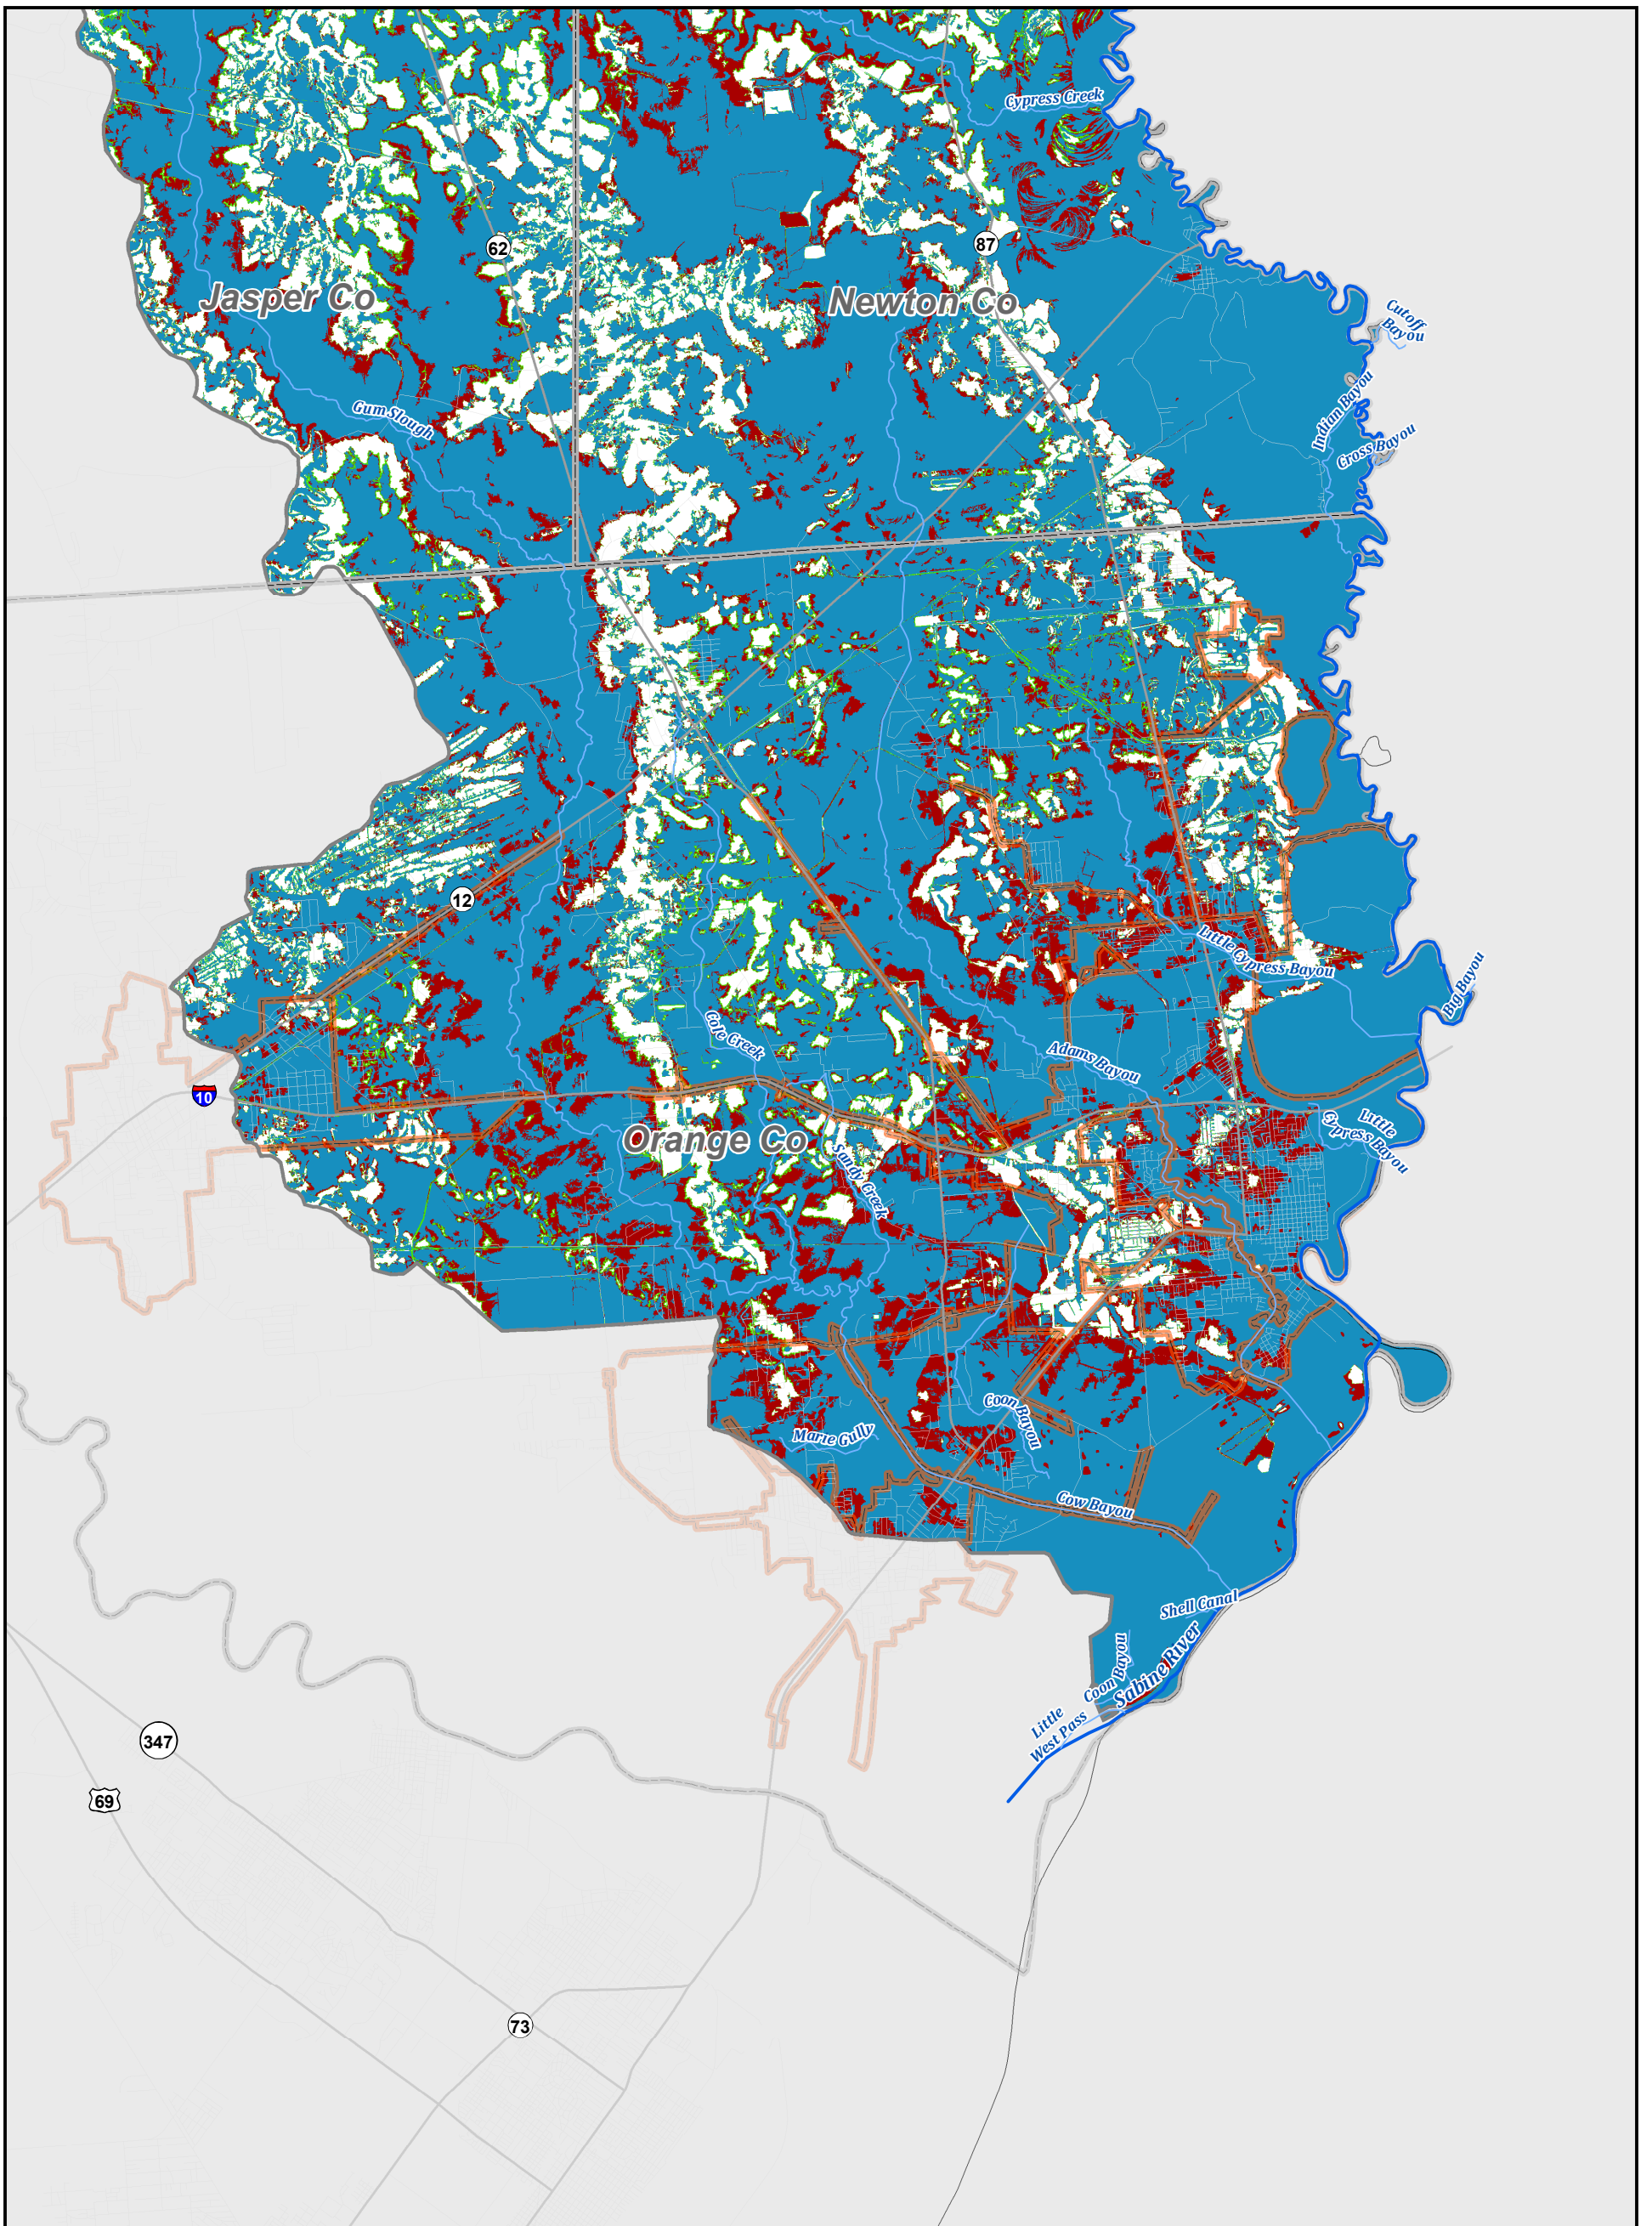 Cypress Creek
62
87
Jasper Co
Newton Co
Cutoff
Bayou
Indian Bayou
Gum Slough
Cross Bayou
12
Little Cypress Bayou
Big Bayou
Cole Creek
Adams Bayou
10
Little
Cypress Bayou
Orange Co
Sandy Creek
Coon Bayou
Marie Gully
Cow Bayou
Shell Canal
Coon Bayou
Sabine River
Little
West Pass
347
69
73